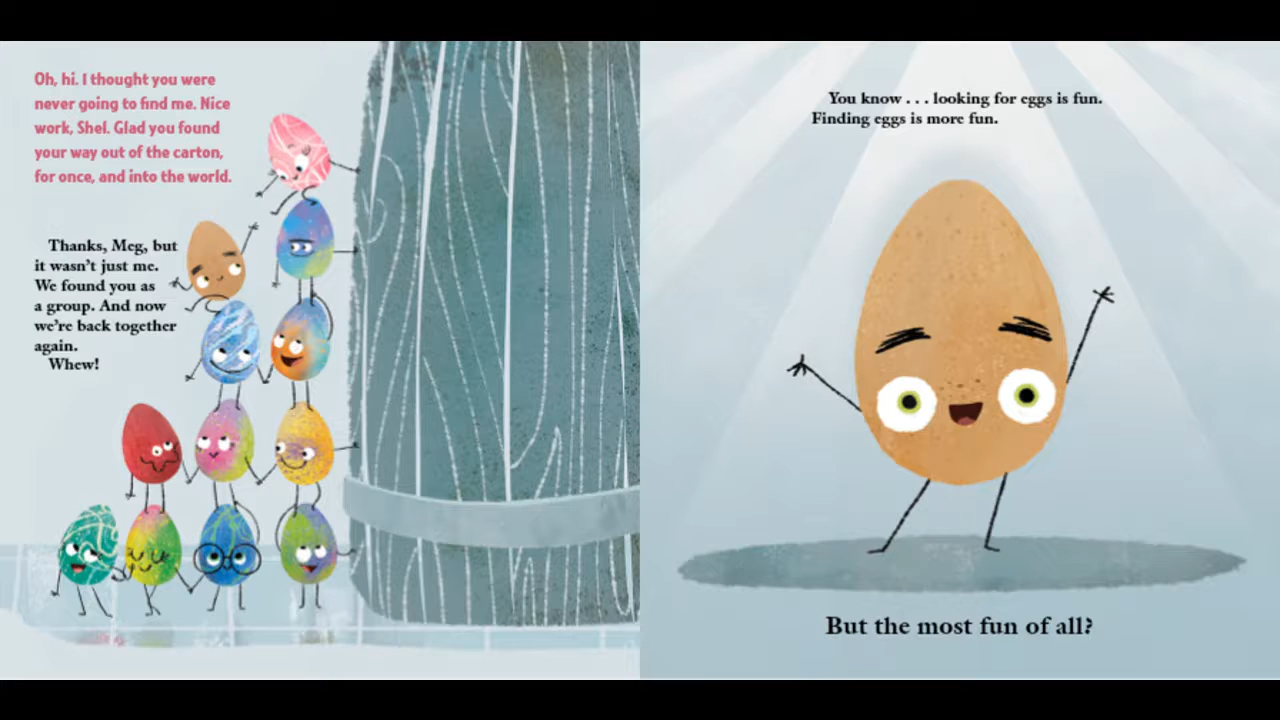 Oh, hi. I thought you were
never going to find me. Nice
work, Shel. Glad you found
your way out of the carton,
for once, and into the world.
Thanks, Meg, but
it wasn't just me.
We found you as
a group. And now
we're back together
again.
Whew!
You know . . . looking for eggs is fun.
Finding eggs is more fun.
But the most fun of all?